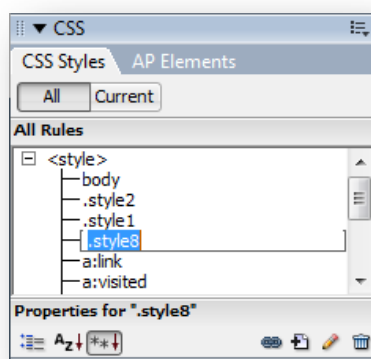 CSS
CSS Styles AP Elements
All Current
All Rules
<style>
body
.style2
.style1
.style8
a:link
a:visited
Properties for ".style8"
Az↓ **↓